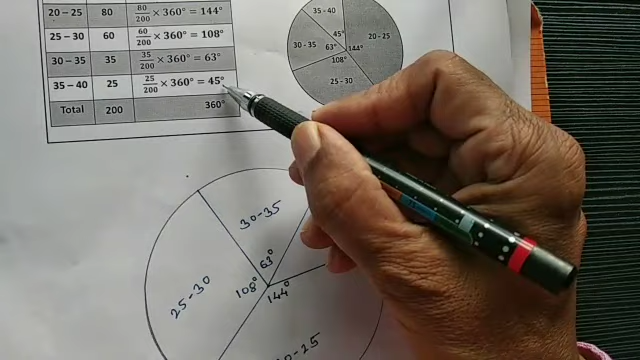 20-25 80 80/200 × 360° = 144°
25-30 60 60/200 × 360° = 108°
30-35 35 35/200 × 360° = 63°
35-40 25 25/200 × 360° = 45°
Total 200 360°
35-40
45°
20-25
30-35
63°
144°
108°
25-30
30-35
63°
25-30
108°
144°